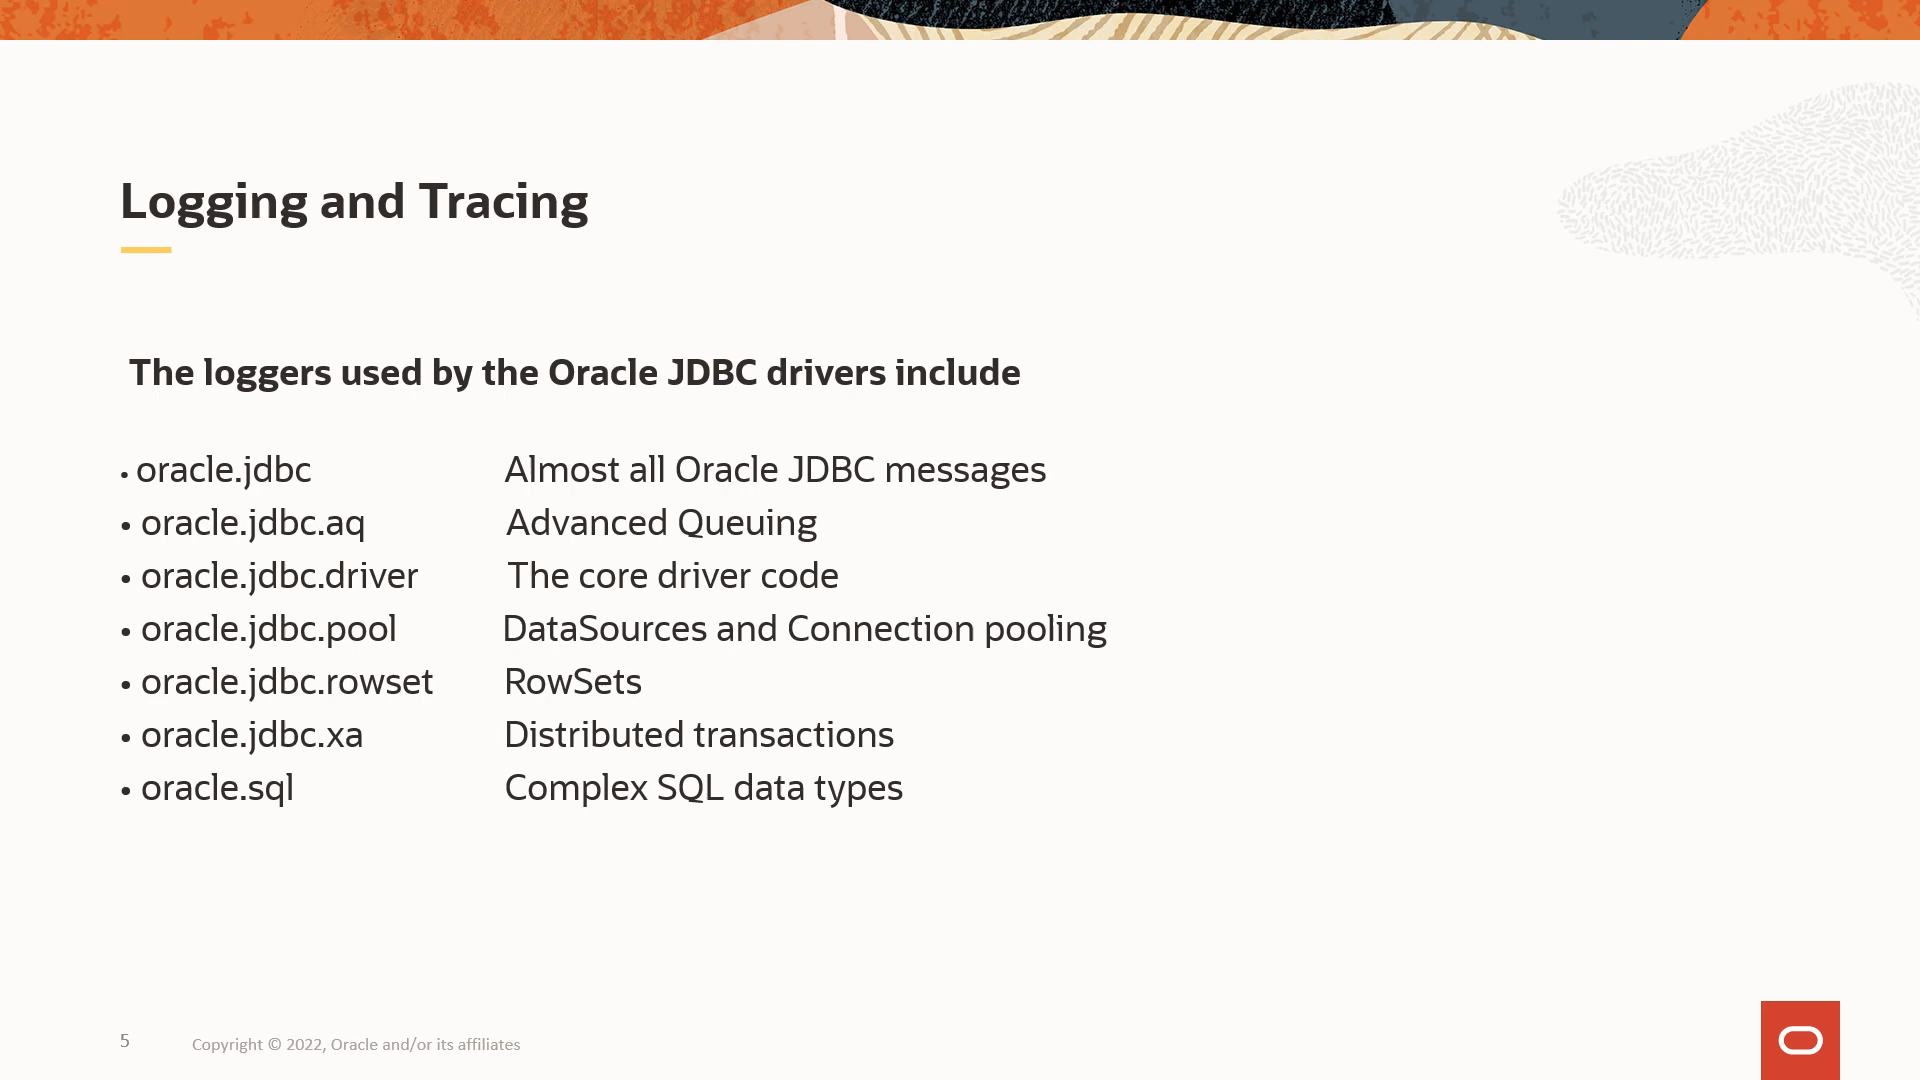 Logging and Tracing
The loggers used by the Oracle JDBC drivers include
• oracle.jdbc Almost all Oracle JDBC messages
• oracle.jdbc.aq Advanced Queuing
• oracle.jdbc.driver The core driver code
• oracle.jdbc.pool DataSources and Connection pooling
• oracle.jdbc.rowset RowSets
• oracle.jdbc.xa Distributed transactions
• oracle.sql Complex SQL data types
5 Copyright © 2022, Oracle and/or its affiliates